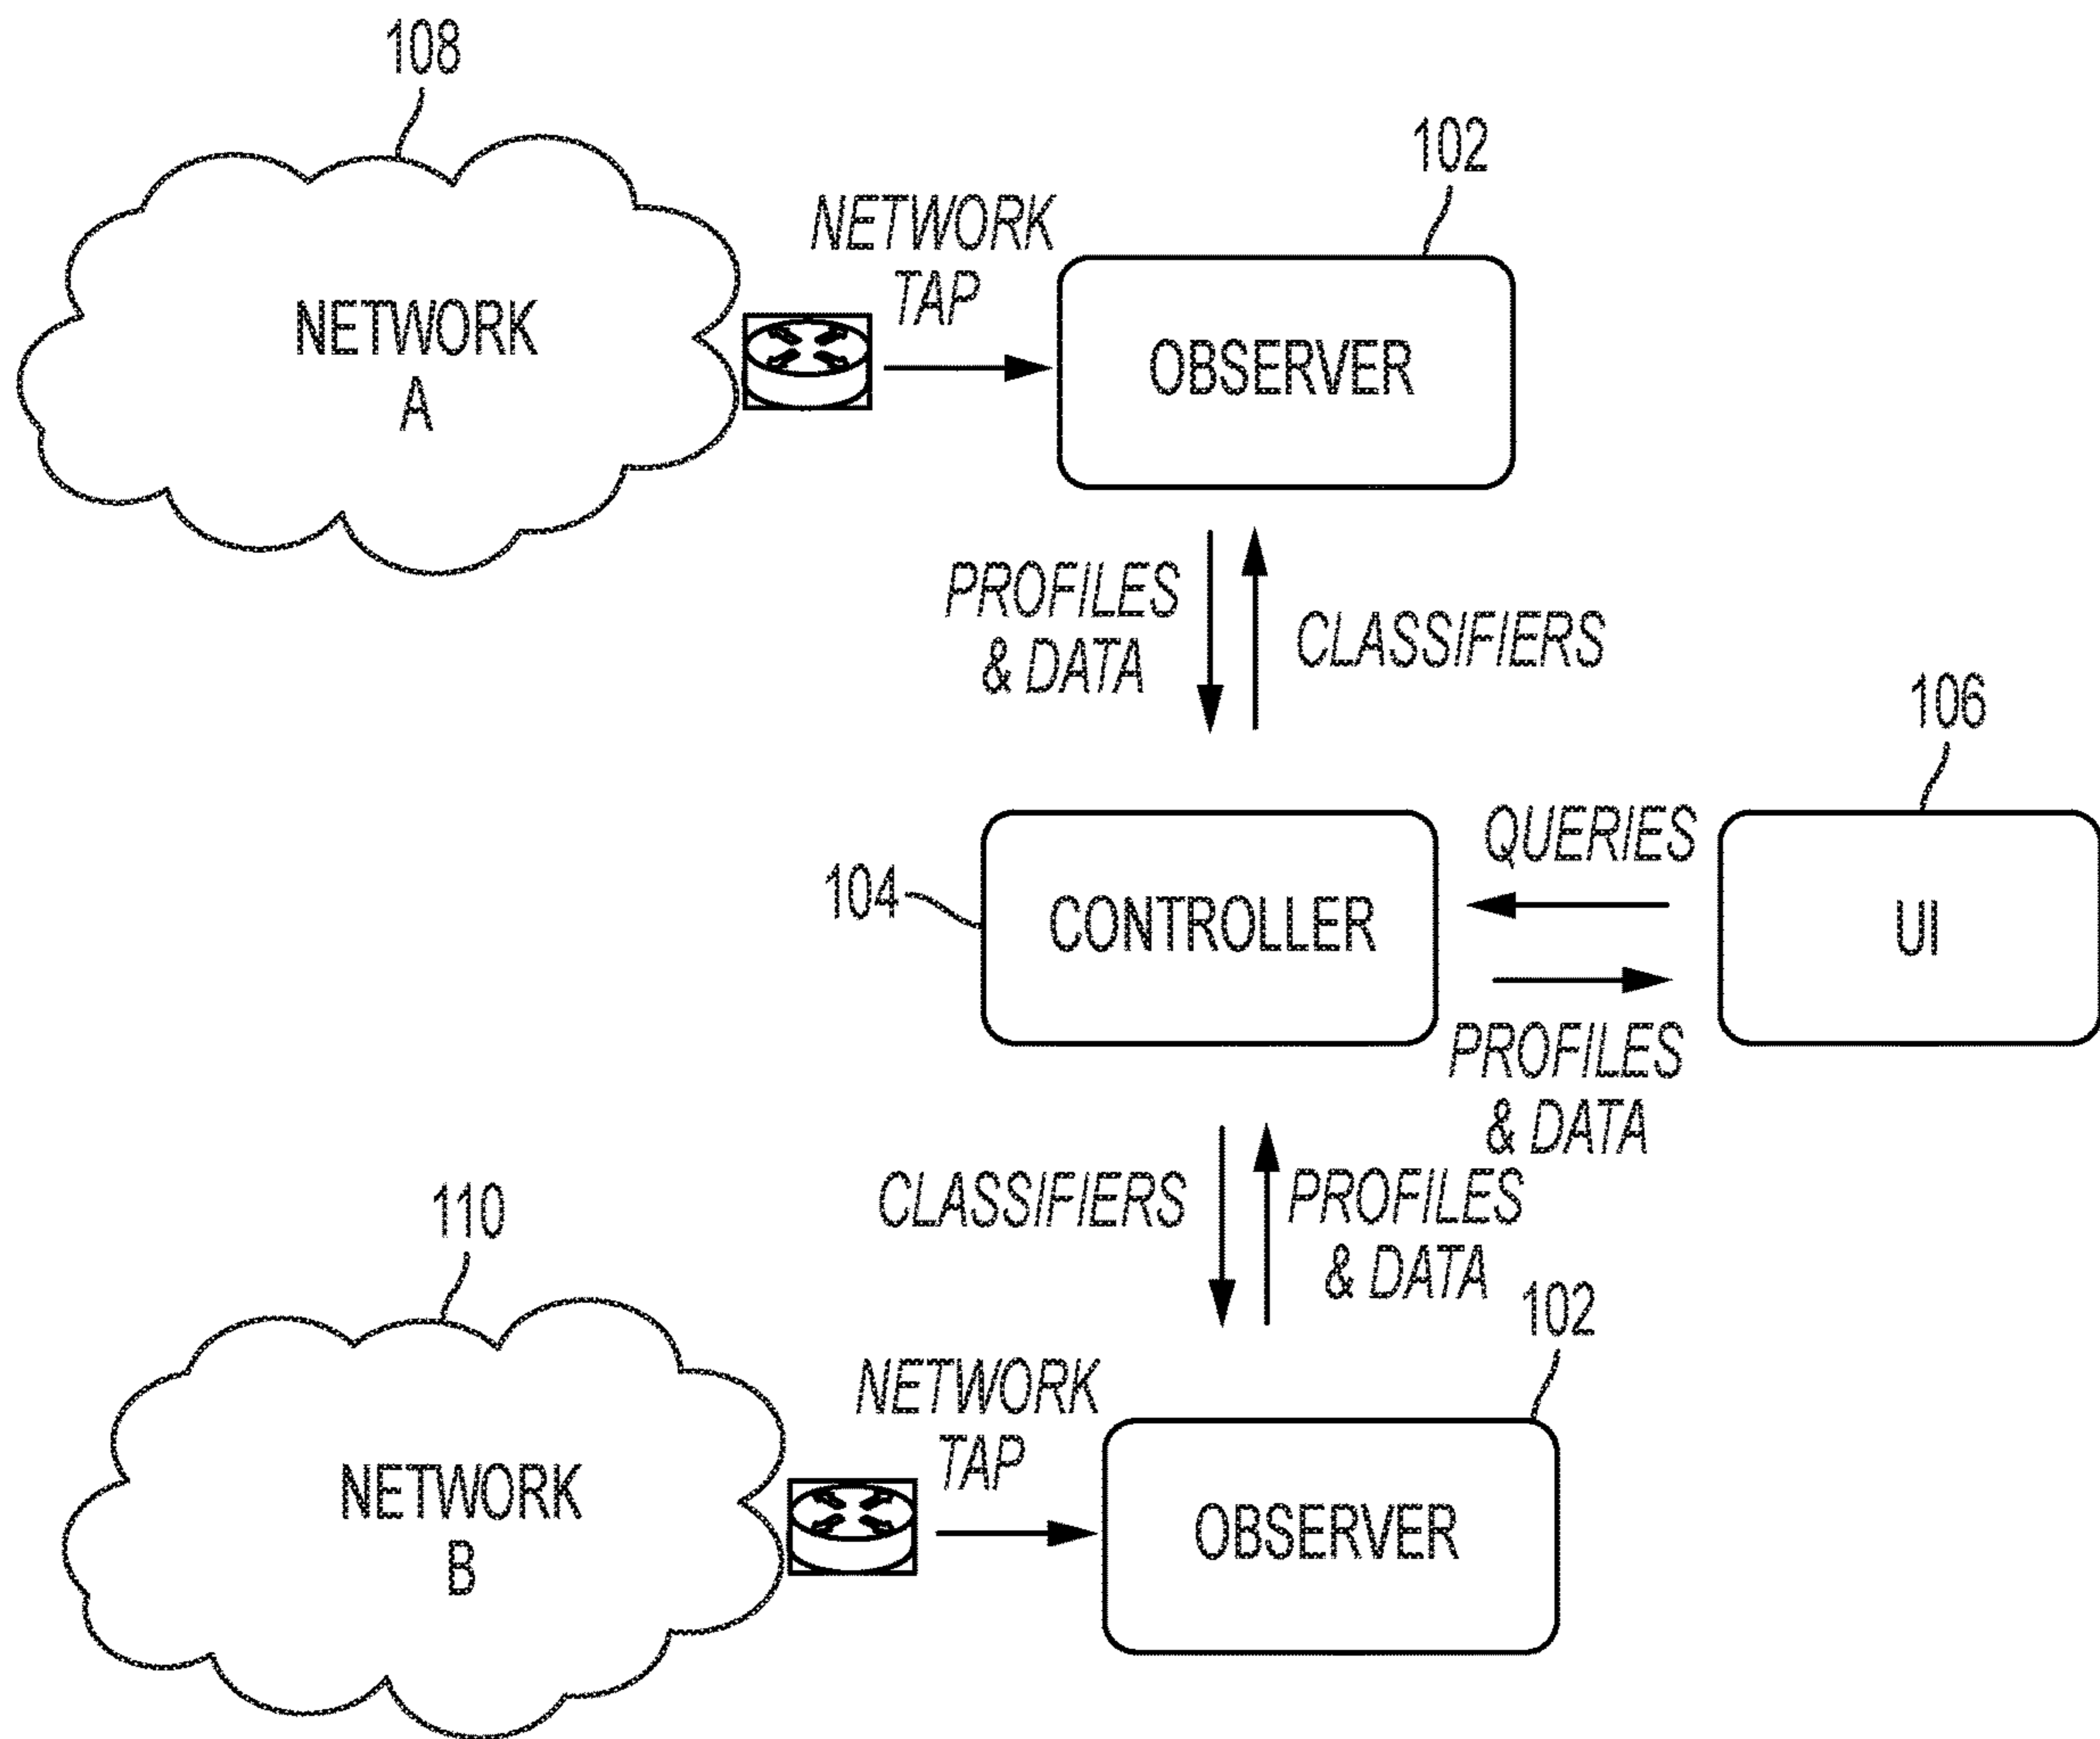 108
102
NETWORK
TAP
NETWORK
A
OBSERVER
PROFILES
& DATA
CLASSIFIERS
106
QUERIES
104
CONTROLLER
UI
PROFILES
& DATA
CLASSIFIERS
PROFILES
& DATA
110
102
NETWORK
TAP
NETWORK
B
OBSERVER